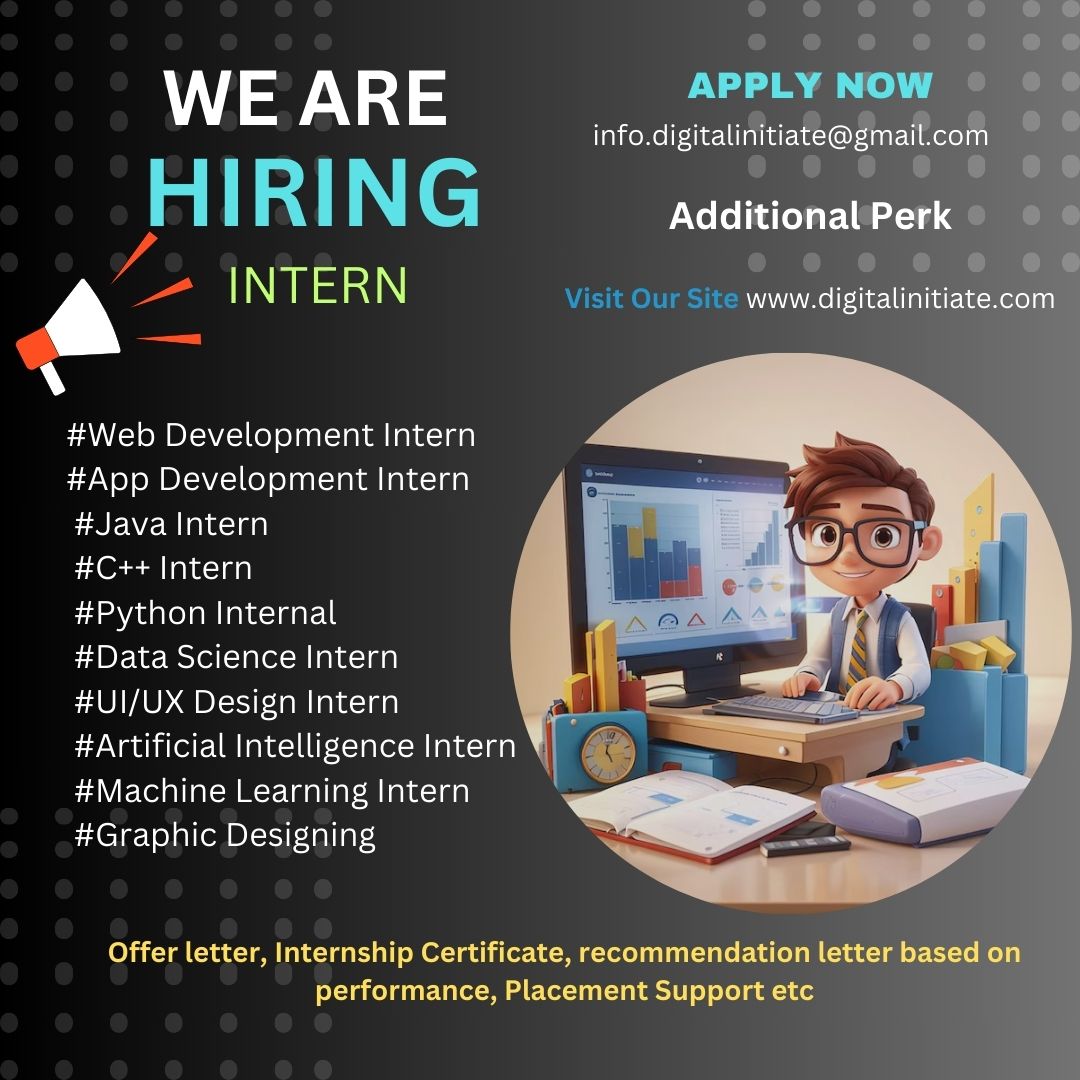 WE ARE
HIRING
INTERN
APPLY NOW
info.digitalinitiate@gmail.com
Additional Perk
Visit Our Site www.digitalinitiate.com
#Web Development Intern
#App Development Intern
#Java Intern
#C++ Intern
#Python Internal
#Data Science Intern
#UI/UX Design Intern
#Artificial Intelligence Intern
#Machine Learning Intern
#Graphic Designing
Offer letter, Internship Certificate, recommendation letter based on
performance, Placement Support etc